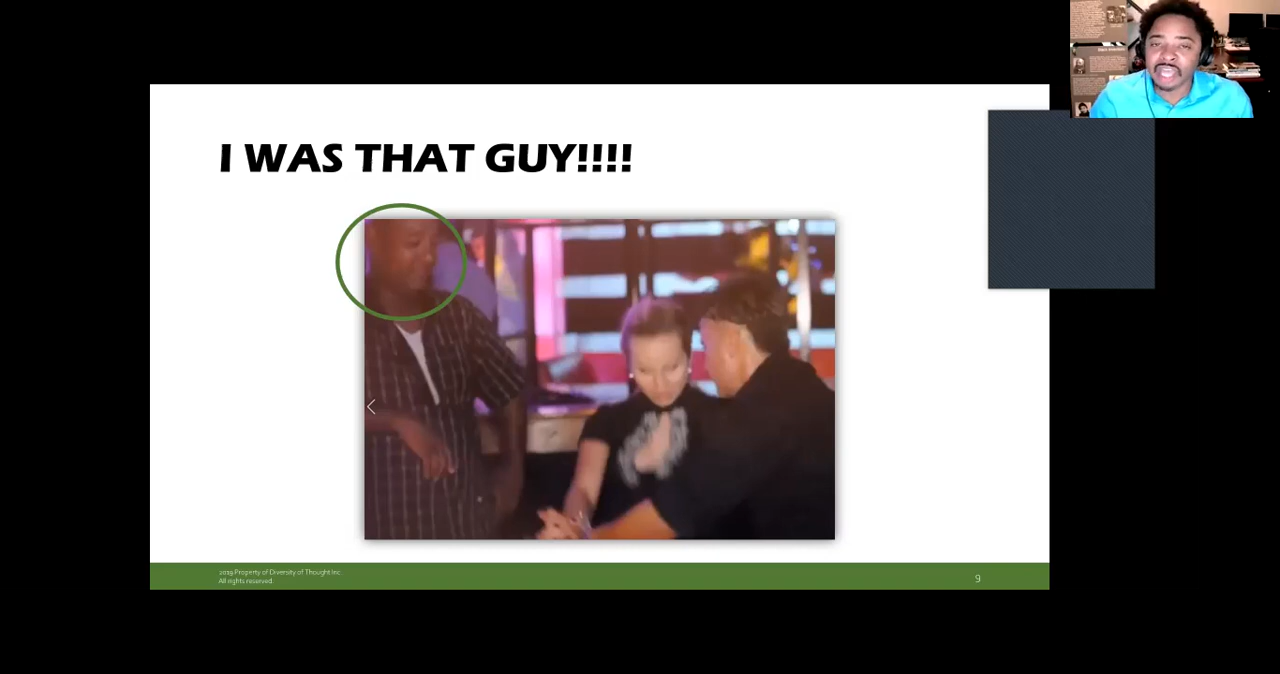 I WAS THAT GUY!!!!
2019 Property of Diversity of Thought Inc.
All rights reserved.
9